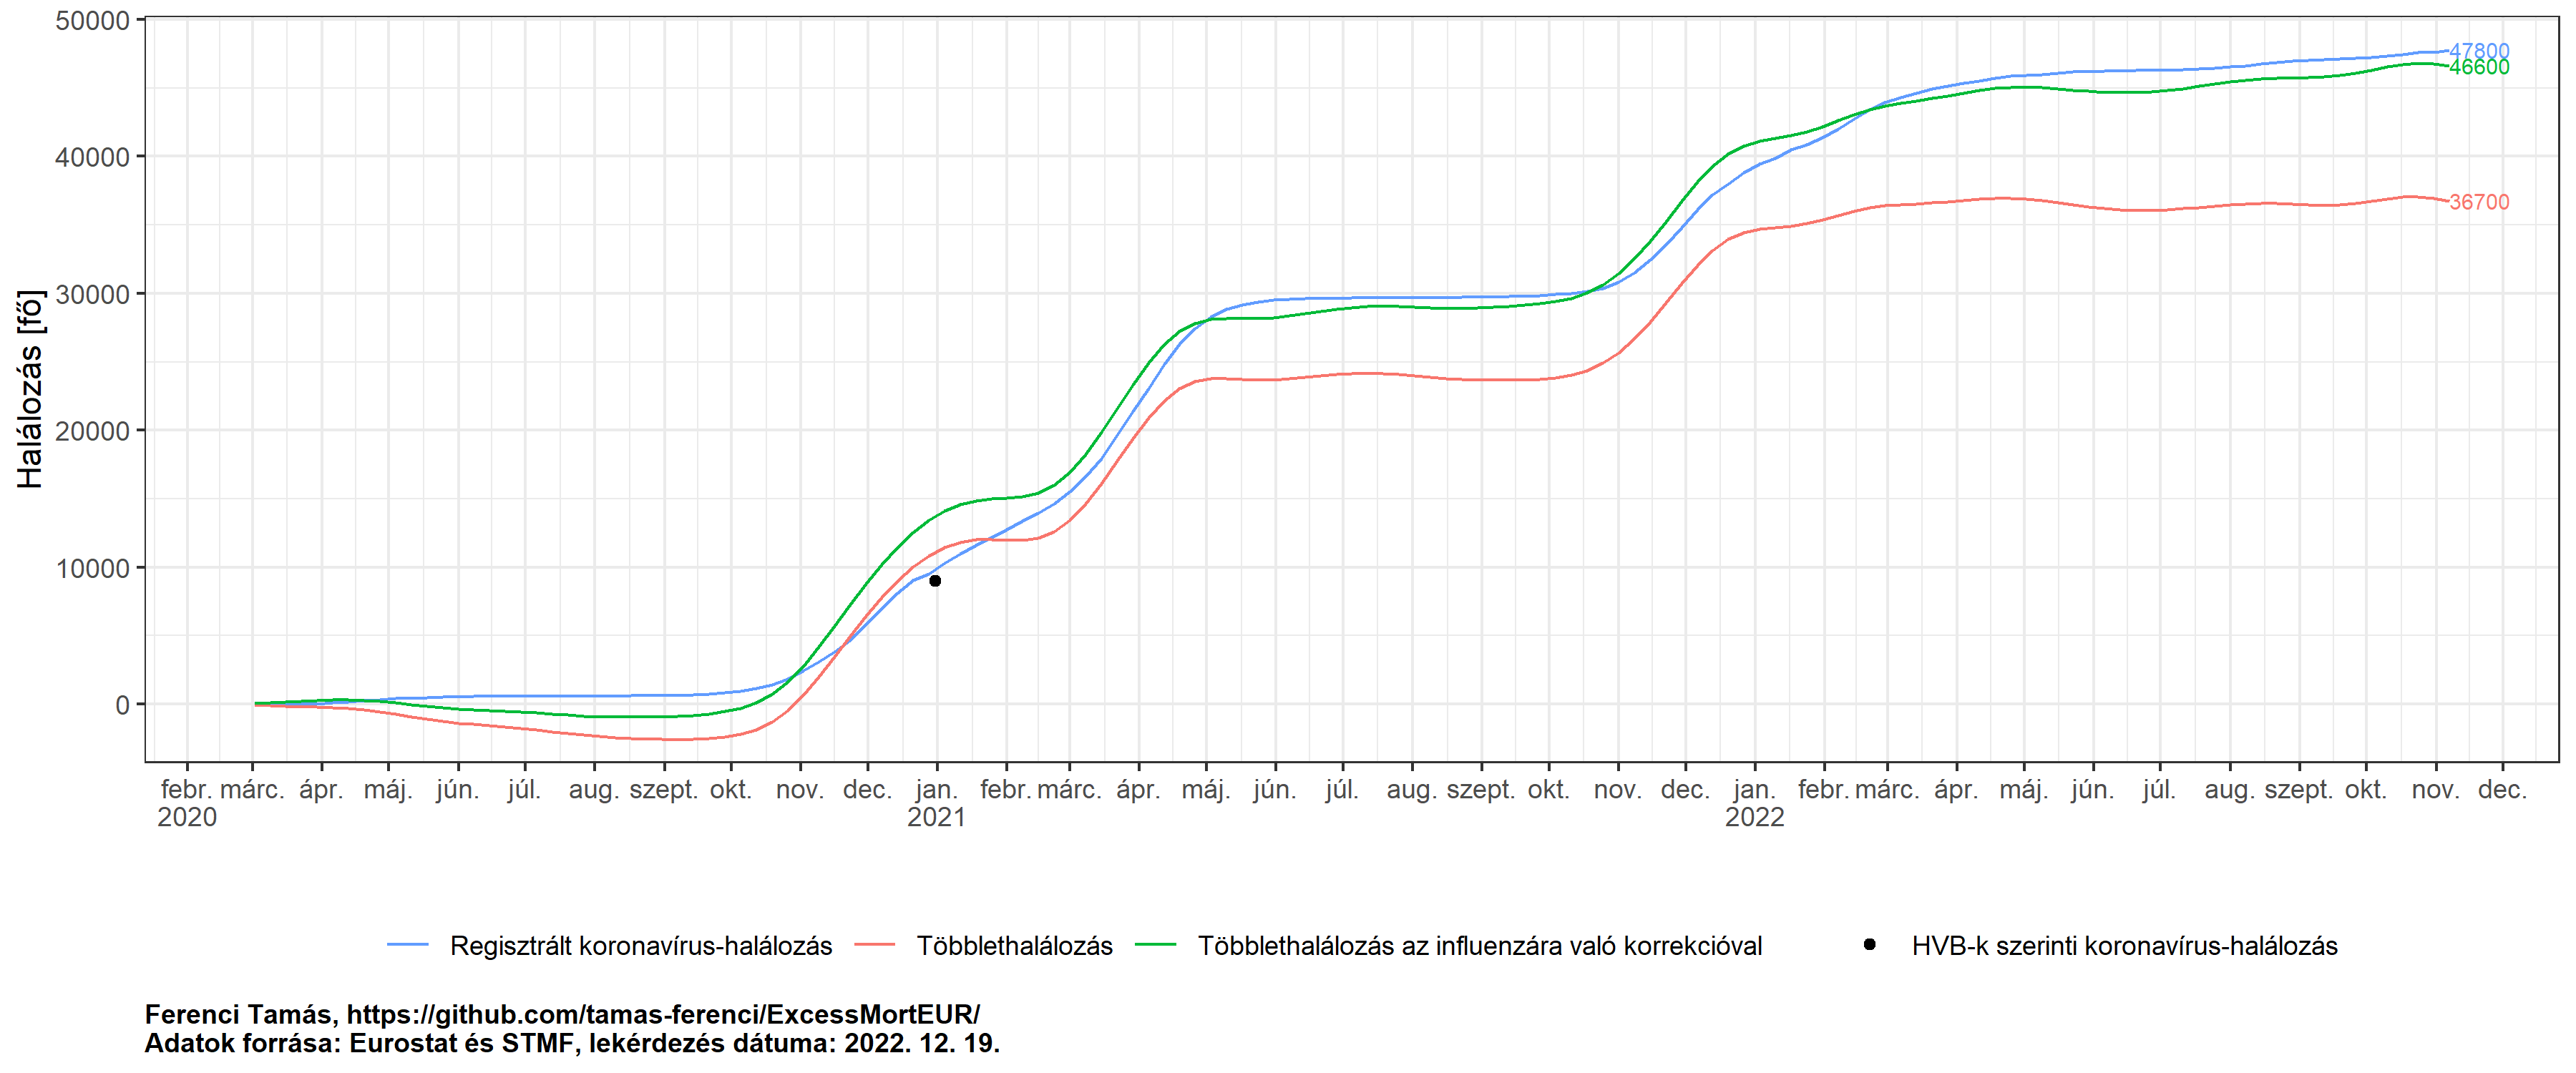 50000
40000
30000
20000
10000
0
Halálozás [fő]
47800
46600
36700
febr. márc. ápr. máj. jún. júl. aug. szept. okt. nov. dec. jan. febr. márc. ápr. máj. jún. júl. aug. szept. okt. nov. dec. jan. febr. márc. ápr. máj. jún. júl. aug. szept. okt. nov. dec.
2020 2021 2022
Regisztrált koronavírus-halálozás Többlethalálozás Többlethalálozás az influenzára való korrekcióval HVB-k szerinti koronavírus-halálozás
Ferenci Tamás, https://github.com/tamas-ferenci/ExcessMortEUR/
Adatok forrása: Eurostat és STMF, lekérdezés dátuma: 2022. 12. 19.